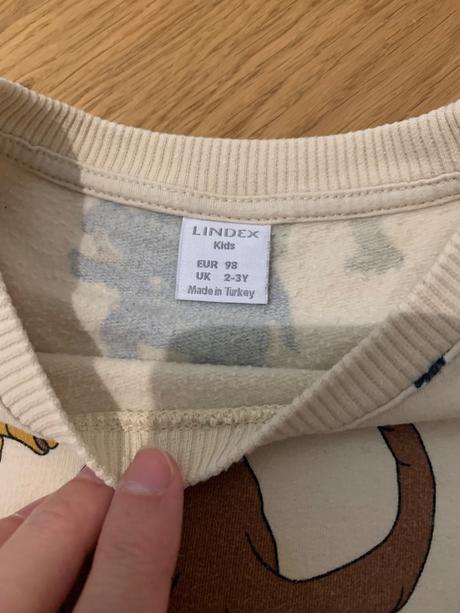 LINDEX
Kids
EUR 98
UK 2-3Y
Made in Turkey